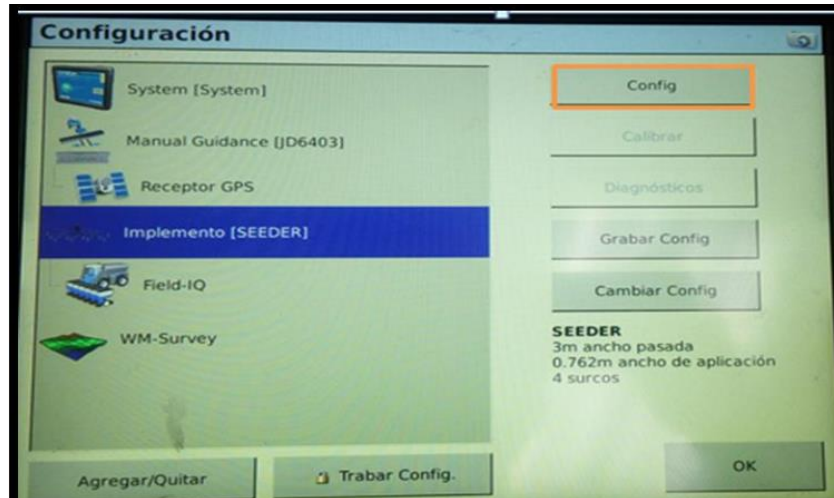 Configuración
System [System]
Manual Guidance [JD6403]
Receptor GPS
Implemento [SEEDER]
Field-IQ
WM-Survey
Agregar/Quitar
Trabar Config.
Config
Calibrar
Diagnósticos
Grabar Config
Cambiar Config
SEEDER
3m ancho pasada
0.762m ancho de aplicación
4 surcos
OK